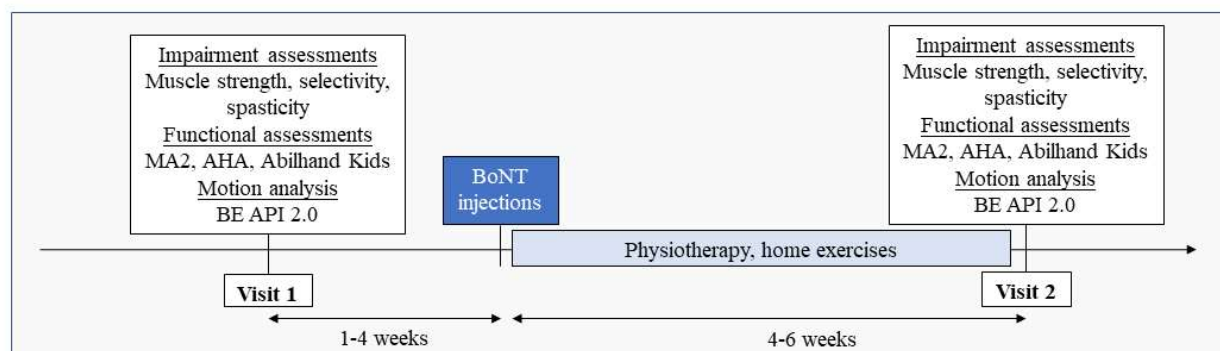 Impairment assessments
Muscle strength, selectivity,
spasticity
Functional assessments
MA2, AHA, Abilhand Kids
Motion analysis
BE API 2.0
BoNT
injections
Impairment assessments
Muscle strength, selectivity,
spasticity
Functional assessments
MA2, AHA, Abilhand Kids
Motion analysis
BE API 2.0
Physiotherapy, home exercises
Visit 1
Visit 2
1-4 weeks
4-6 weeks